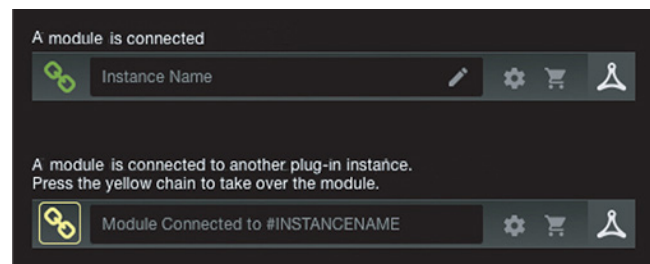 A module is connected
Instance Name
A module is connected to another plug-in instance.
Press the yellow chain to take over the module.
Module Connected to #INSTANCENAME